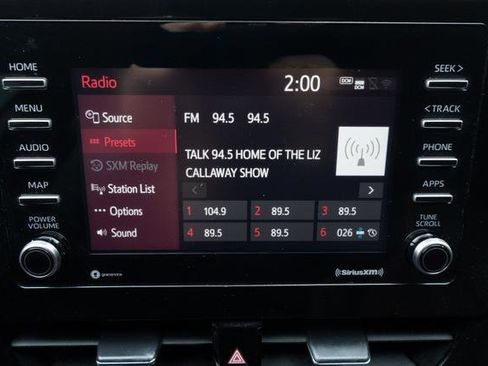 HOME
MENU
AUDIO
MAP
POWER
VOLUME
Radio
2:00
DCM
DCM
Source
Presets
SXM Replay
Station List
Options
Sound
FM 94.5 94.5
TALK 94.5 HOME OF THE LIZ
CALLAWAY SHOW
< >
1 104.9 2 89.5 3 89.5
4 89.5 5 89.5 6 026
SEEK >
< TRACK
PHONE
APPS
TUNE
SCROLL
gracenote
SiriusXM